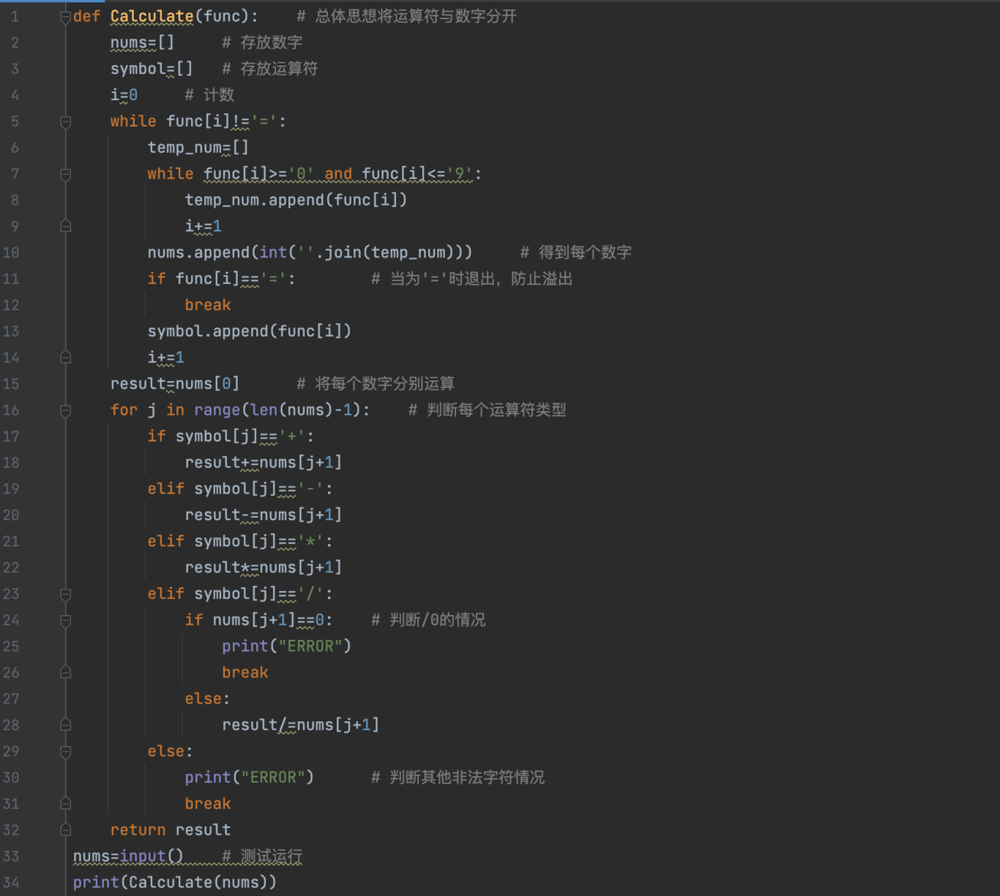 1 def Calculate(func):    # 总体思想将运算符与数字分开
2     nums=[]     # 存放数字
3     symbol=[]   # 存放运算符
4     i=0     # 计数
5     while func[i]!='=':
6         temp_num=[]
7         while func[i]>='0' and func[i]<='9':
8             temp_num.append(func[i])
9             i+=1
10         nums.append(int(''.join(temp_num)))     # 得到每个数字
11         if func[i]=='=':        # 当为'='时退出，防止溢出
12             break
13         symbol.append(func[i])
14         i+=1
15     result=nums[0]      # 将每个数字分别运算
16     for j in range(len(nums)-1):    # 判断每个运算符类型
17         if symbol[j]=='+':
18             result+=nums[j+1]
19         elif symbol[j]=='-':
20             result-=nums[j+1]
21         elif symbol[j]=='*':
22             result*=nums[j+1]
23         elif symbol[j]=='/':
24             if nums[j+1]==0:    # 判断/0的情况
25                 print("ERROR")
26                 break
27             else:
28                 result/=nums[j+1]
29         else:
30             print("ERROR")      # 判断其他非法字符情况
31             break
32     return result
33 nums=input()    # 测试运行
34 print(Calculate(nums))